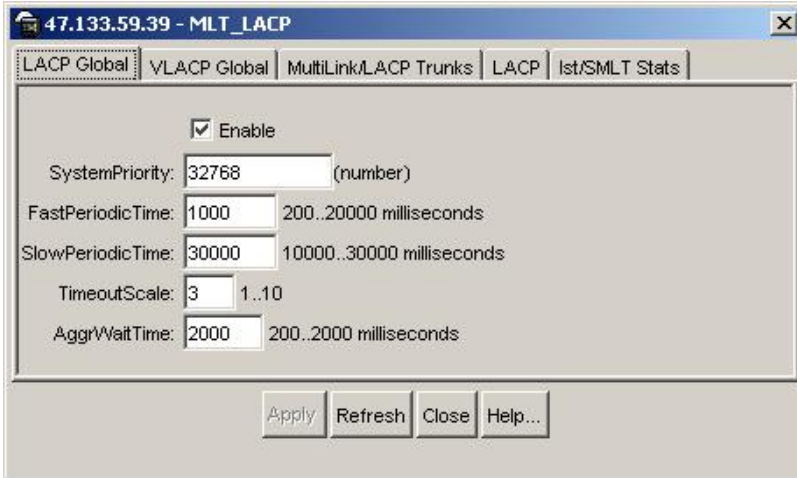 47.133.59.39 - MLT_LACP
LACP Global VLACP Global MultiLink/LACP Trunks LACP Ist/SMLT Stats
Enable
SystemPriority: 32768 (number)
FastPeriodicTime: 1000 200..20000 milliseconds
SlowPeriodicTime: 30000 10000..30000 milliseconds
TimeoutScale: 3 1..10
AggrWaitTime: 2000 200..2000 milliseconds
Apply Refresh Close Help...